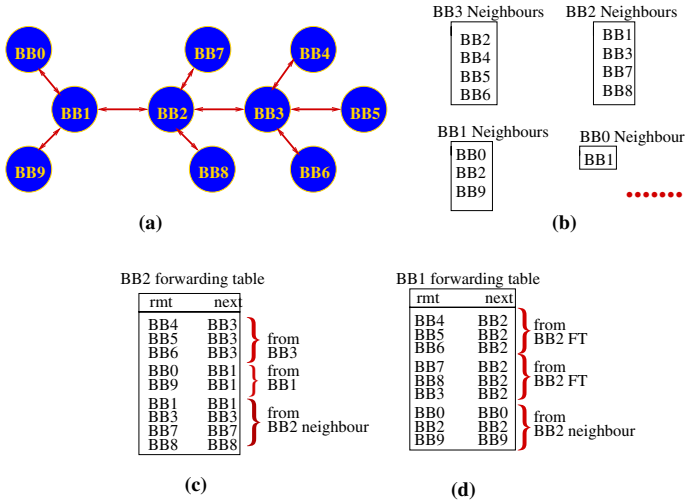 BB0
BB7
BB4
BB1
BB2
BB3
BB5
BB9
BB8
BB6
(a)
BB3 Neighbours
BB2
BB4
BB5
BB6
BB2 Neighbours
BB1
BB3
BB7
BB8
BB1 Neighbours
BB0
BB2
BB9
BB0 Neighbour
BB1
(b)
BB2 forwarding table
rmt next
BB4 BB3
BB5 BB3
BB6 BB3
from
BB3
BB0 BB1
BB9 BB1
from
BB1
BB1 BB1
BB3 BB3
BB7 BB7
BB8 BB8
from
BB2 neighbour
(c)
BB1 forwarding table
rmt next
BB4 BB2
BB5 BB2
BB6 BB2
from
BB2 FT
BB7 BB2
BB8 BB2
BB3 BB2
from
BB2 FT
BB0 BB0
BB2 BB2
BB9 BB9
from
BB2 neighbour
(d)